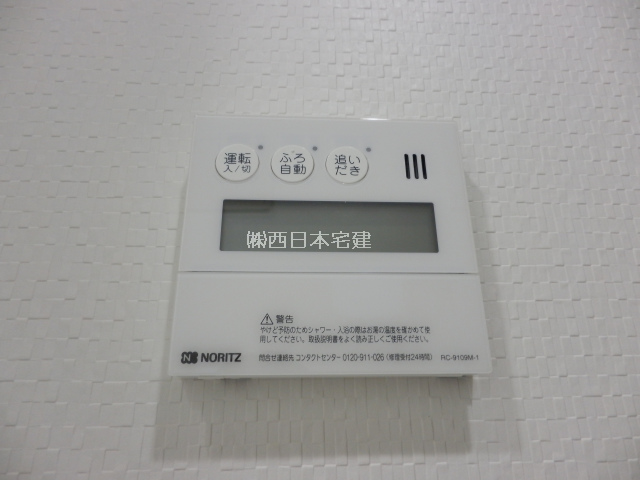 運転 入/切
ふろ 自動
追い だき
㈱西日本宅建
警告
やけど予防のためシャワー・入浴の際はお湯の温度を確かめて使
用してください。取扱説明書をよく読み正しくご使用ください。
NORITZ
問合せ連絡先 コンタクトセンター 0120-911-026 (修理受付24時間)
RC-9109M-1